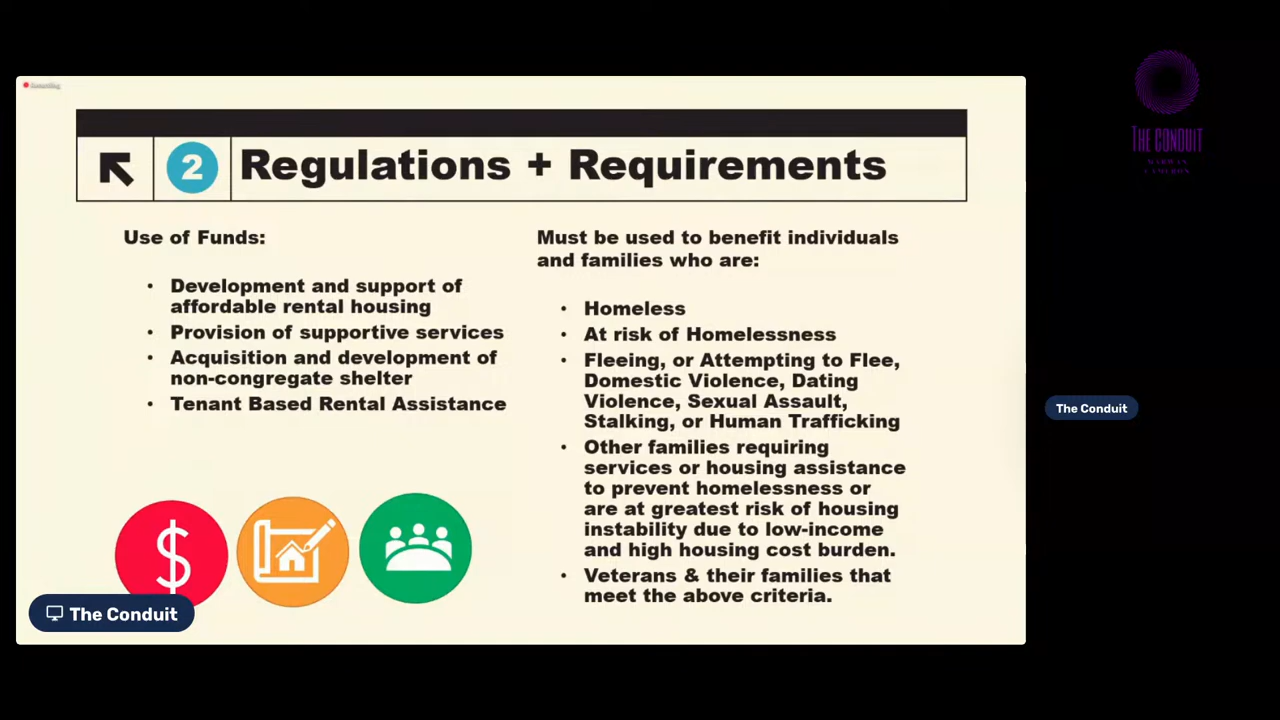 Recording
2 Regulations + Requirements
Use of Funds:
• Development and support of
affordable rental housing
• Provision of supportive services
• Acquisition and development of
non-congregate shelter
• Tenant Based Rental Assistance
Must be used to benefit individuals
and families who are:
• Homeless
• At risk of Homelessness
• Fleeing, or Attempting to Flee,
Domestic Violence, Dating
Violence, Sexual Assault,
Stalking, or Human Trafficking
• Other families requiring
services or housing assistance
to prevent homelessness or
are at greatest risk of housing
instability due to low-income
and high housing cost burden.
• Veterans & their families that
meet the above criteria.
$
The Conduit
THE CONDUIT
NORMAN
CAMERON
The Conduit